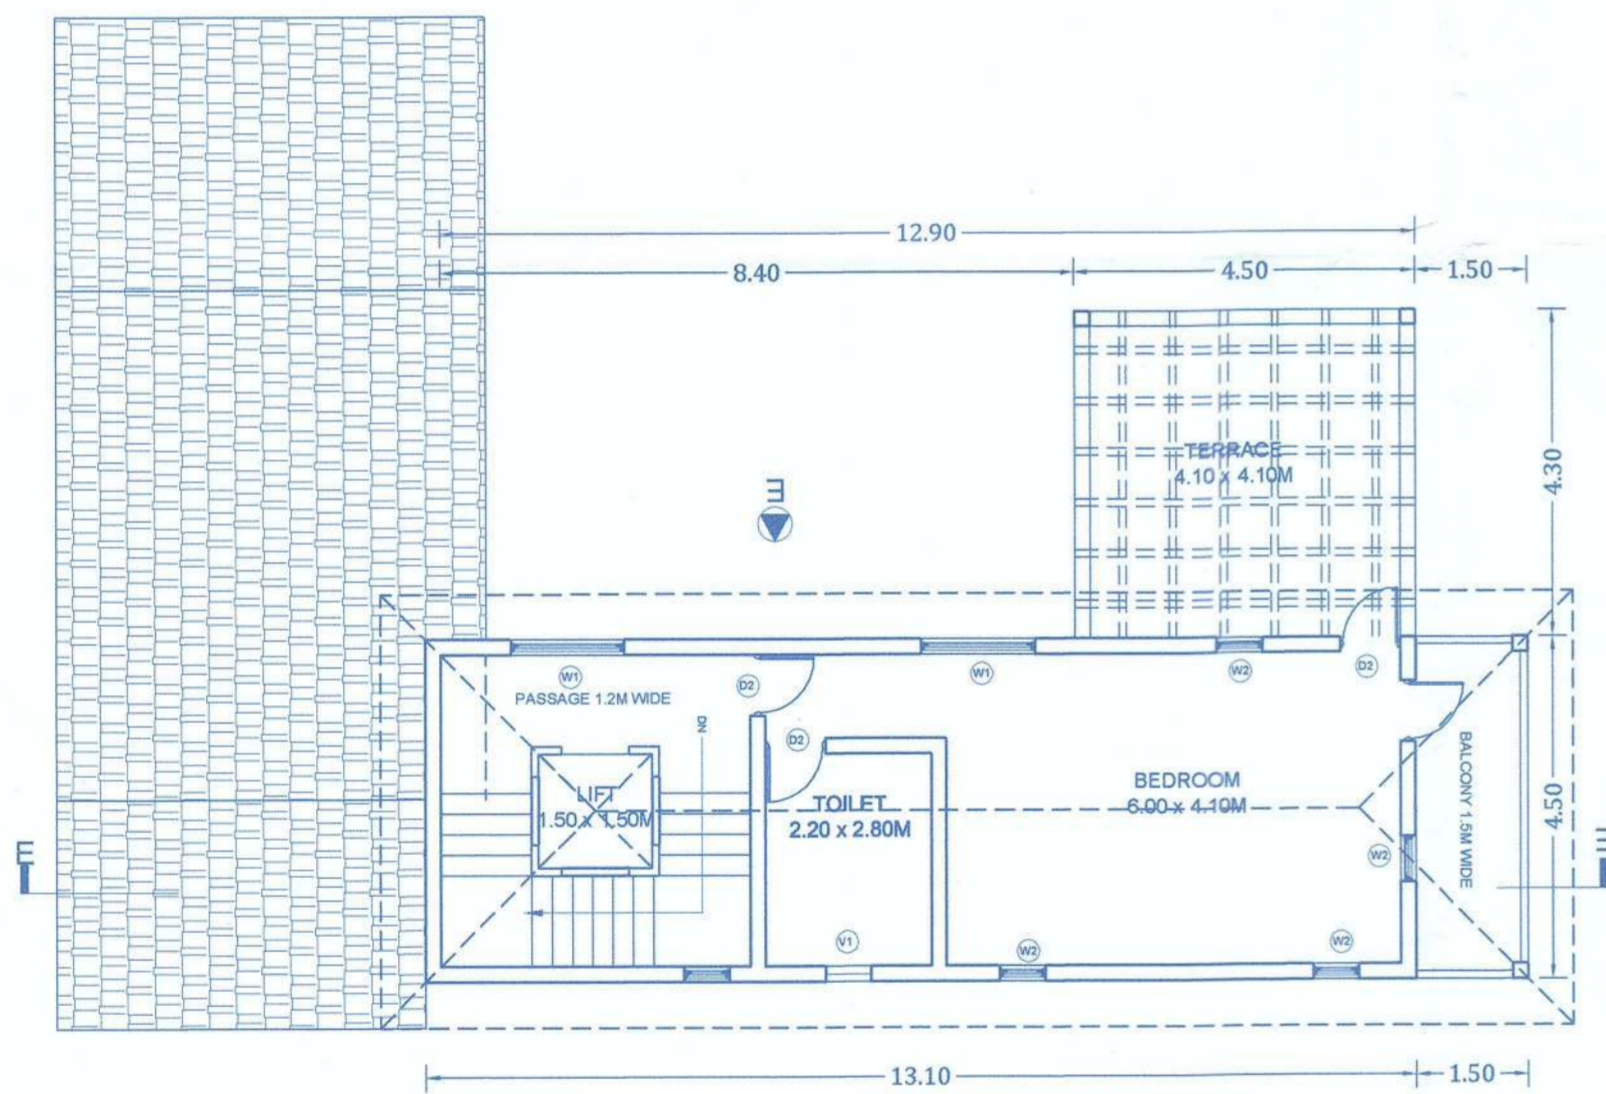 12.90
8.40
4.50
1.50
TERRACE
4.10 x 4.10M
4.30
E
W1
D2
W1
W2
D2
PASSAGE 1.2M WIDE
DN
D2
LIFT
1.50 x 1.50M
TOILET
2.20 x 2.80M
BEDROOM
6.00 x 4.10M
BALCONY 1.5M WIDE
4.50
W2
E
E
V1
W2
W2
13.10
1.50